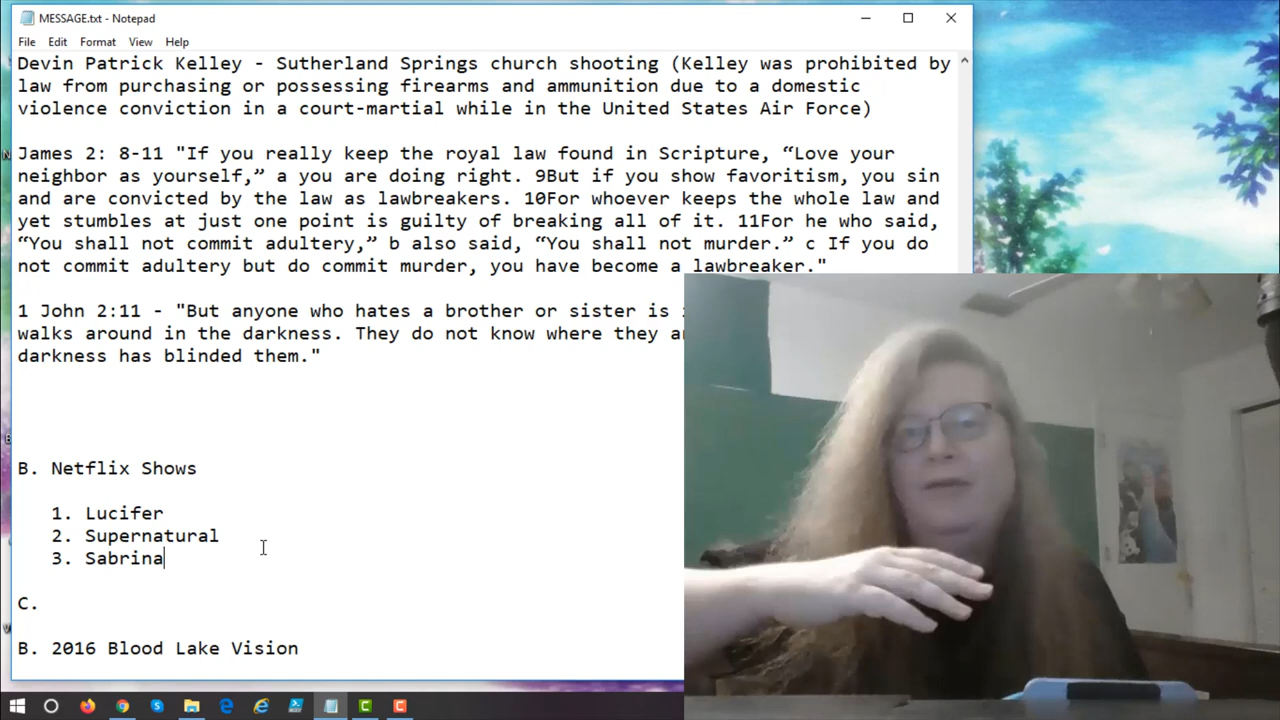 MESSAGE.txt - Notepad
File Edit Format View Help
Devin Patrick Kelley - Sutherland Springs church shooting (Kelley was prohibited by
law from purchasing or possessing firearms and ammunition due to a domestic
violence conviction in a court-martial while in the United States Air Force)
James 2: 8-11 "If you really keep the royal law found in Scripture, “Love your
neighbor as yourself,” a you are doing right. 9But if you show favoritism, you sin
and are convicted by the law as lawbreakers. 10For whoever keeps the whole law and
yet stumbles at just one point is guilty of breaking all of it. 11For he who said,
“You shall not commit adultery,” b also said, “You shall not murder.” c If you do
not commit adultery but do commit murder, you have become a lawbreaker."
1 John 2:11 - "But anyone who hates a brother or sister is
walks around in the darkness. They do not know where they
darkness has blinded them."
B. Netflix Shows
1. Lucifer
2. Supernatural
3. Sabrina
C.
B. 2016 Blood Lake Vision